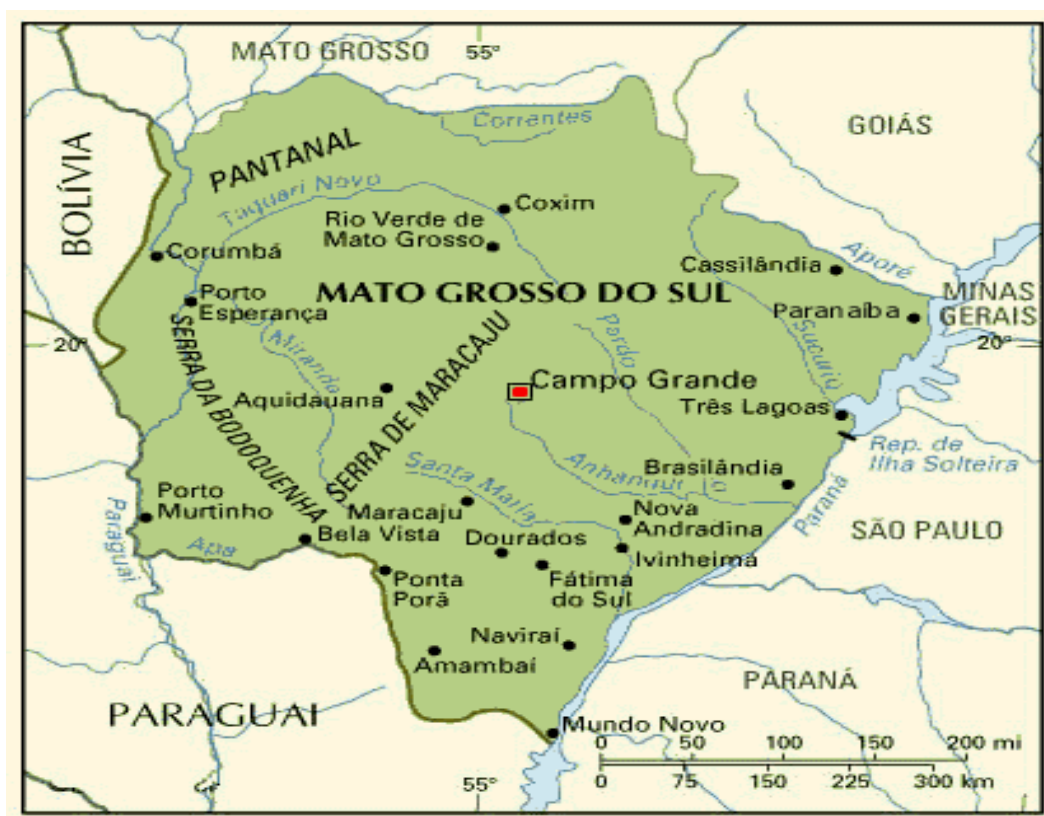 MATO GROSSO
55°
Correntes
GOIÁS
BOLÍVIA
PANTANAL
Taquari Novo
Coxim
Rio Verde de
Mato Grosso
Corumbá
Aporé
Cassilândia
Porto
Esperança
MATO GROSSO DO SUL
MINAS
GERAIS
Paranaíba
20°
20°
SERRA DA BODOQUENHA
Miranda
SERRA DE MARACAJU
Pardo
Sucuriú
Campo Grande
Aquidauana
Três Lagoas
Rep. de
Ilha Solteira
Santa Maria
Anhanduí
Brasilândia
Porto
Murtinho
Paraguai
Maracaju
Nova
Andradina
Paraná
SÃO PAULO
Apa
Bela Vista
Dourados
Ivinheima
Ponta
Porã
Fátima
do Sul
Naviraí
Amambaí
PARANÁ
PARAGUAI
Mundo Novo
0 50 100 150 200 mi
0 75 150 225 300 km
55°